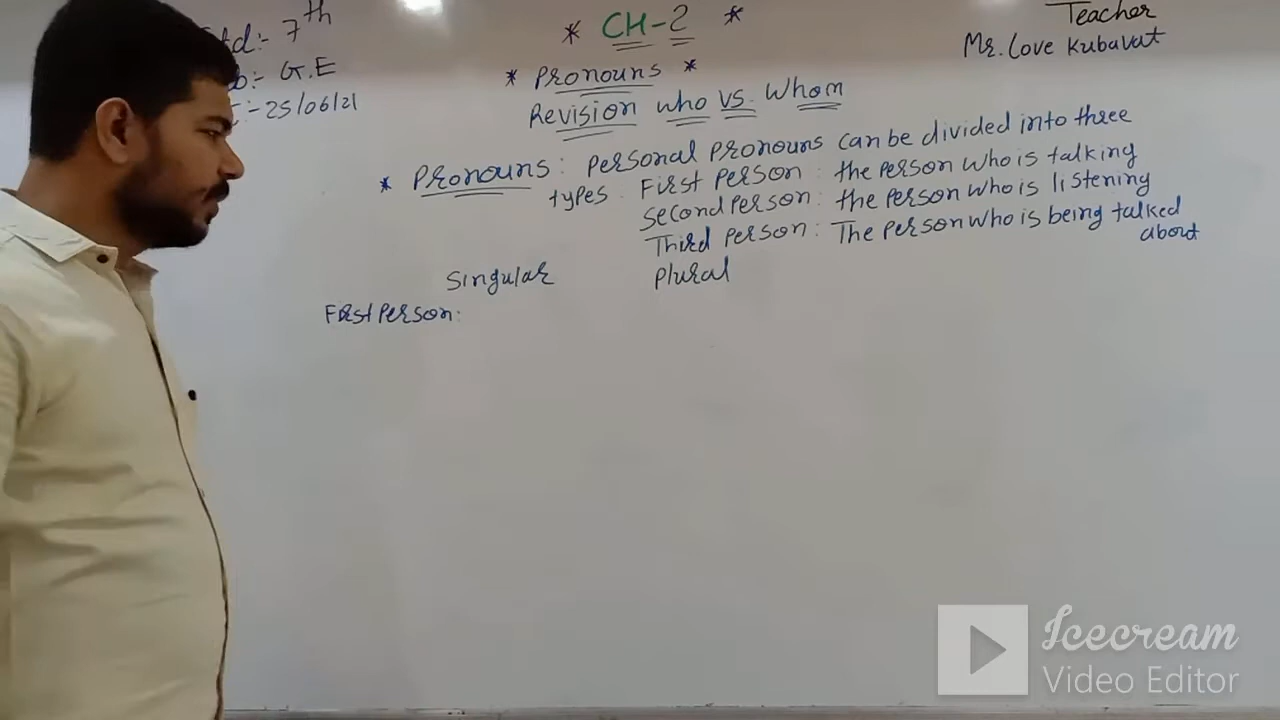 7th
* CH-2 *
Teacher
Mr. Love Kubavat
:- G.E
:- 25/06/21
* Pronouns *
Revision who vs. Whom
* Pronouns : Personal pronouns can be divided into three
types : First Person : the person who is talking
Second Person : the person who is listening
Third Person : The Person who is being talked
about
Singular Plural
First Person :
Icecream
Video Editor